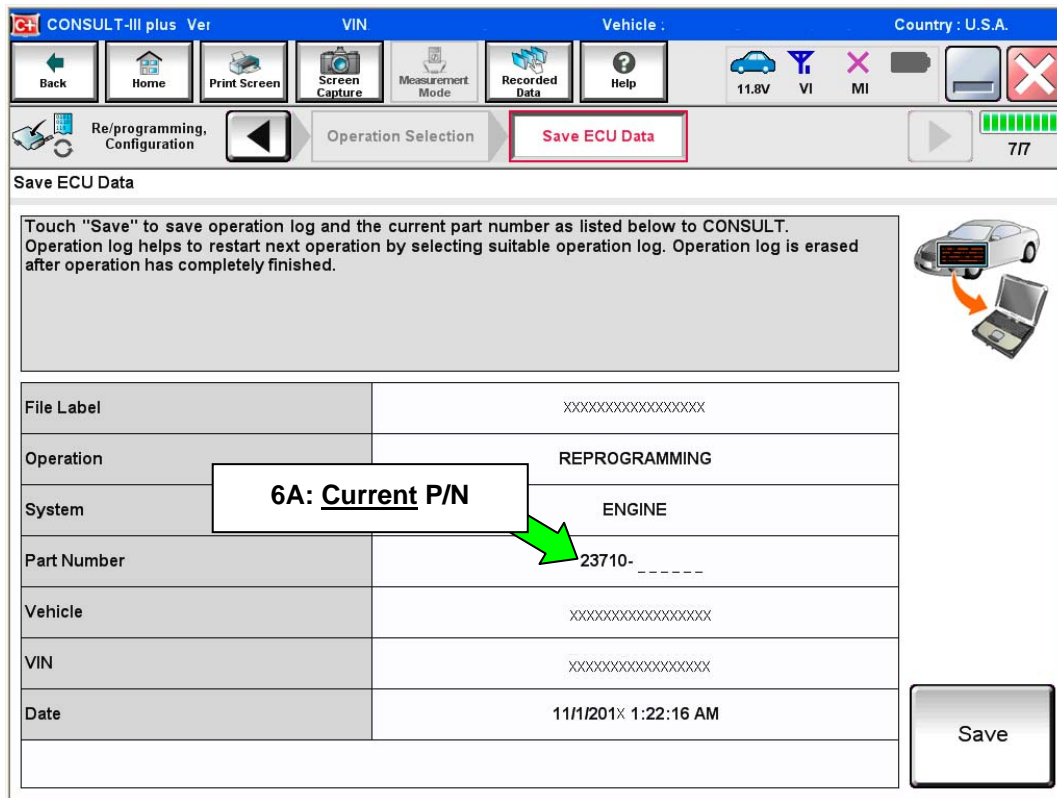 C+ CONSULT-III plus Ver VIN. Vehicle : Country : U.S.A.
Back
Home
Print Screen
Screen
Capture
Measurement
Mode
Recorded
Data
Help
11.8V
VI
MI
Re/programming,
Configuration
Operation Selection
Save ECU Data
7/7
Save ECU Data
Touch "Save" to save operation log and the current part number as listed below to CONSULT.
Operation log helps to restart next operation by selecting suitable operation log. Operation log is erased
after operation has completely finished.
File Label XXXXXXXXXXXXXXXXX
Operation REPROGRAMMING
6A: Current P/N
System ENGINE
Part Number 23710- _ _ _ _ _ _
Vehicle XXXXXXXXXXXXXXXXX
VIN XXXXXXXXXXXXXXXXX
Date 11/1/201X 1:22:16 AM
Save